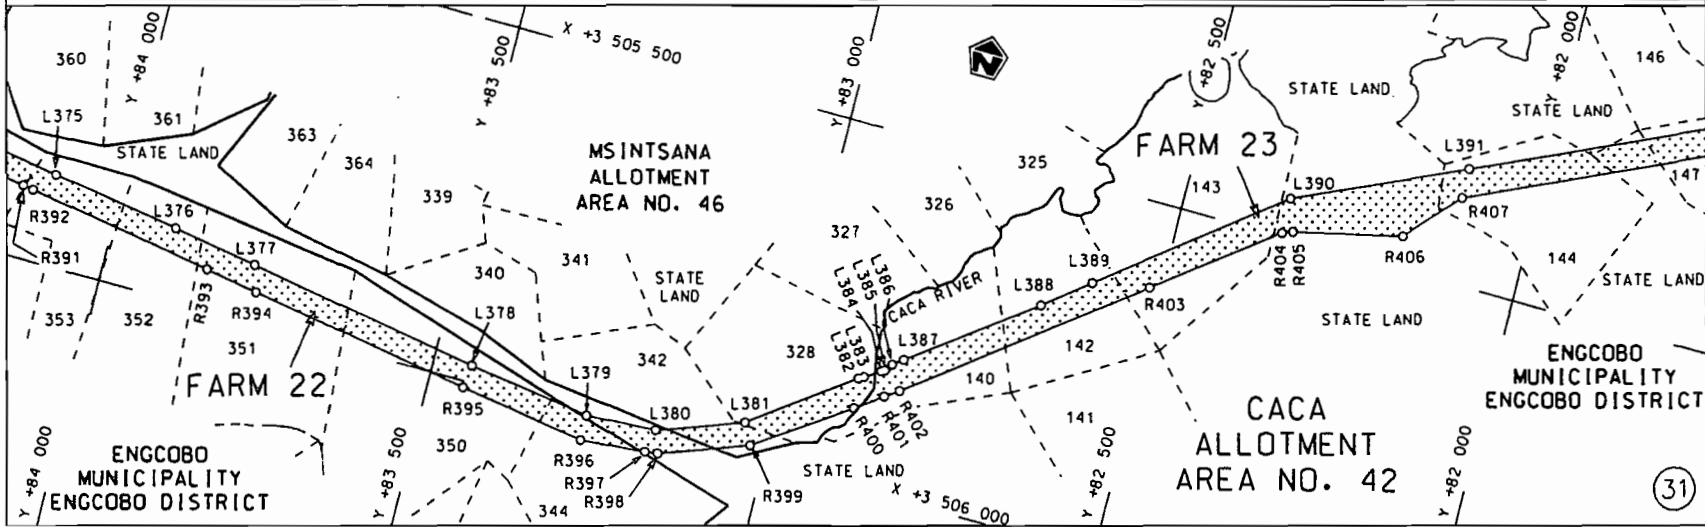 360
Y +84 000
Y +83 500
X +3 505 500
N
Y +83 000
Y +82 500
Y +82 000
146
L375
361
STATE LAND
363
364
339
MSINTSANA
ALLOTMENT
AREA NO. 46
325
326
327
FARM 23
143
STATE LAND
STATE LAND
L391
L390
147
R392
R391
L376
L377
R393
R394
353
352
351
FARM 22
340
341
STATE
LAND
L378
342
328
L379
L380
L381
L382
L383
L384
L385
L386
L387
CACA RIVER
L388
L389
R403
R404
R405
R406
R407
144
STATE LAND
STATE LAND
142
140
141
R395
350
R396
R397
R398
344
R399
R400
R401
R402
STATE LAND
X +3 506 000
Y +84 000
Y +83 500
Y +82 500
Y +82 000
ENGCOBO
MUNICIPALITY
ENGCOBO DISTRICT
CACA
ALLOTMENT
AREA NO. 42
ENGCOBO
MUNICIPALITY
ENGCOBO DISTRICT
31